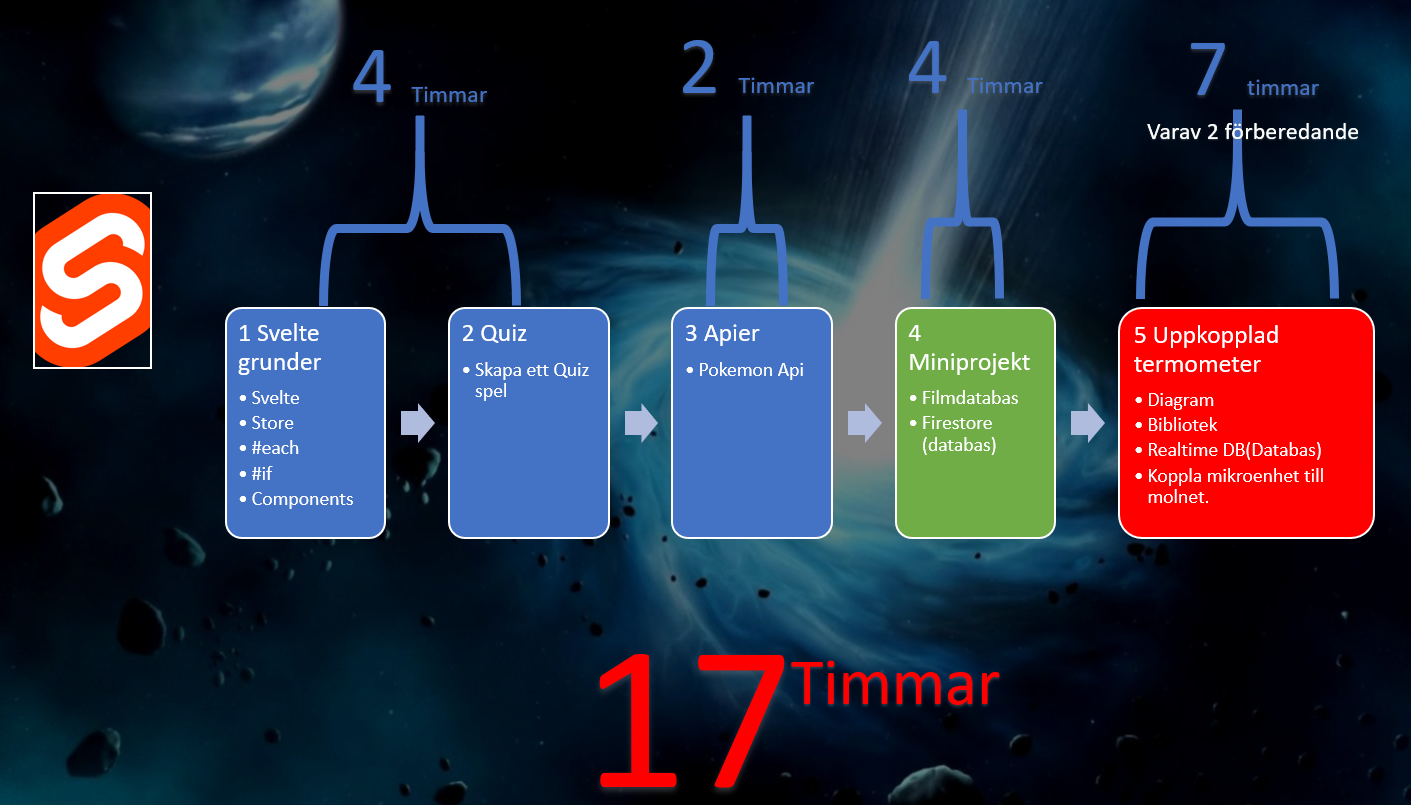 4 Timmar
2 Timmar
4 Timmar
7 timmar
Varav 2 förberedande
1 Svelte
grunder
• Svelte
• Store
• #each
• #if
• Components
2 Quiz
• Skapa ett Quiz
spel
3 Apier
• Pokemon Api
4
Miniprojekt
• Filmdatabas
• Firestore
(databas)
5 Uppkopplad
termometer
• Diagram
• Bibliotek
• Realtime DB(Databas)
• Koppla mikroenhet till
molnet.
17 Timmar